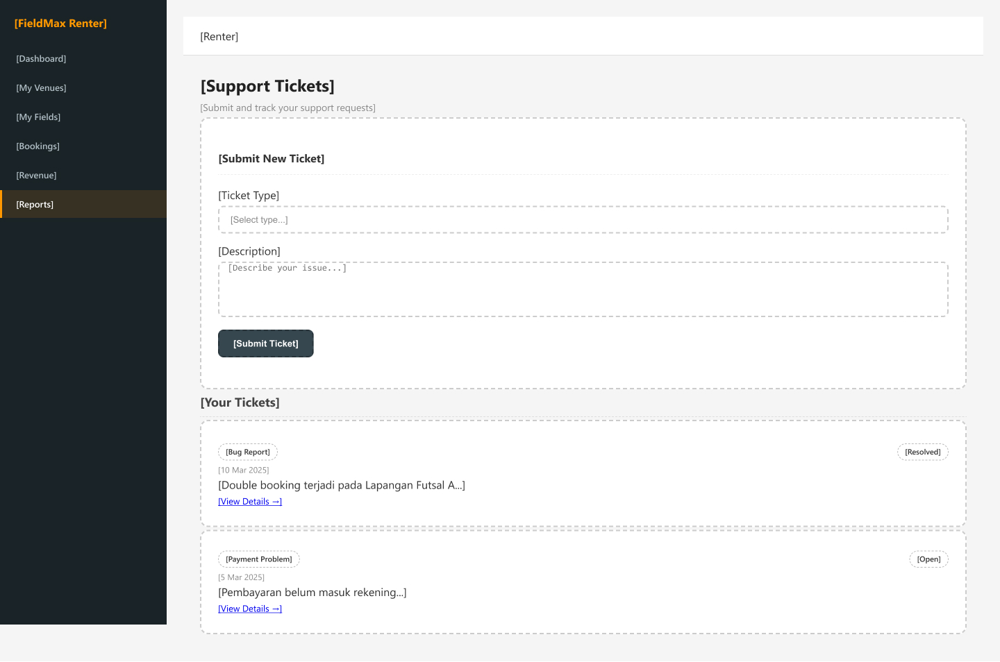 [FieldMax Renter]
[Dashboard]
[My Venues]
[My Fields]
[Bookings]
[Revenue]
[Reports]
[Renter]
[Support Tickets]
[Submit and track your support requests]
[Submit New Ticket]
[Ticket Type]
[Select type...]
[Description]
[Describe your issue...]
[Submit Ticket]
[Your Tickets]
[Bug Report]
[Resolved]
[10 Mar 2025]
[Double booking terjadi pada Lapangan Futsal A...]
[View Details →]
[Payment Problem]
[Open]
[5 Mar 2025]
[Pembayaran belum masuk rekening...]
[View Details →]